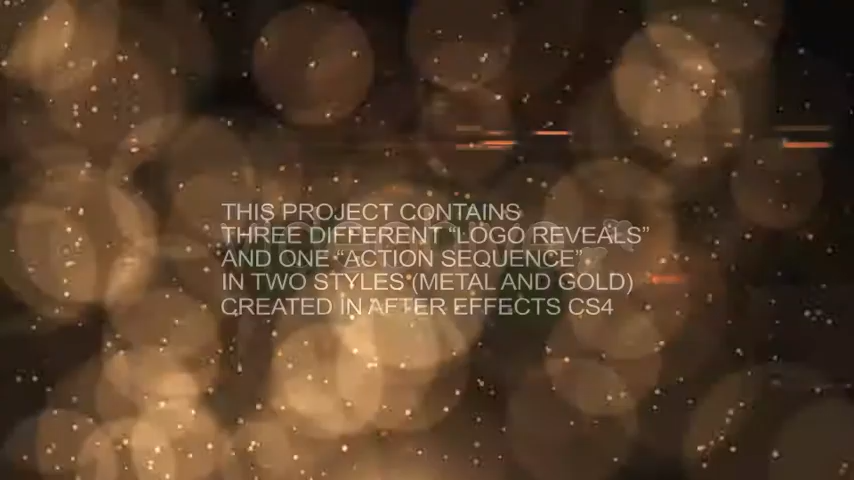 THIS PROJECT CONTAINS
THREE DIFFERENT “LOGO REVEALS”
AND ONE “ACTION SEQUENCE”
IN TWO STYLES (METAL AND GOLD)
CREATED IN AFTER EFFECTS CS4